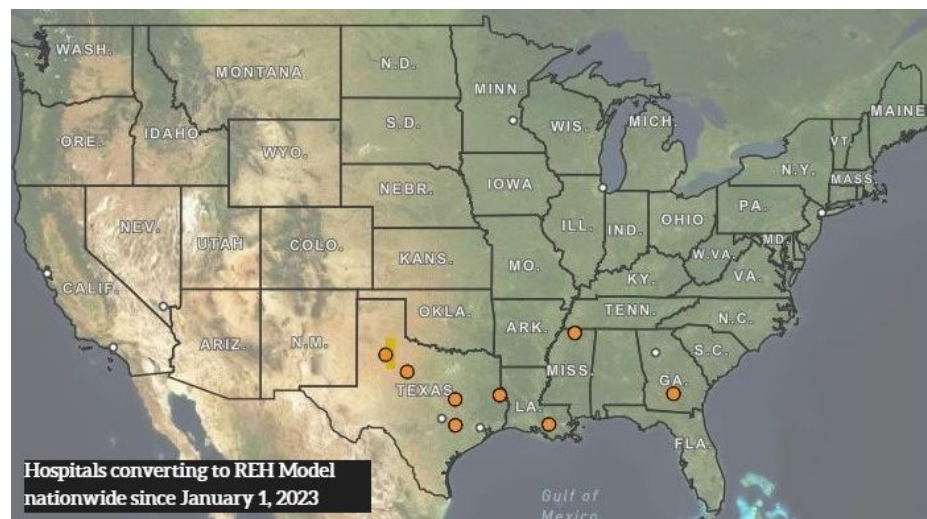 WASH.
MONTANA
N.D.
MINN.
MAINE
ORE.
IDAHO
S.D.
WIS.
MICH.
VT.
WYO.
N.Y.
MASS.
NEBR.
IOWA
PA.
NEV.
UTAH
COLO.
ILL.
IND.
OHIO
MD.
KANS.
MO.
W.VA.
VA.
CALIF.
KY.
ARIZ.
N.M.
OKLA.
ARK.
TENN.
N.C.
S.C.
MISS.
GA.
TEXAS
LA.
FLA.
Hospitals converting to REH Model
nationwide since January 1, 2023
Gulf of
Mexico